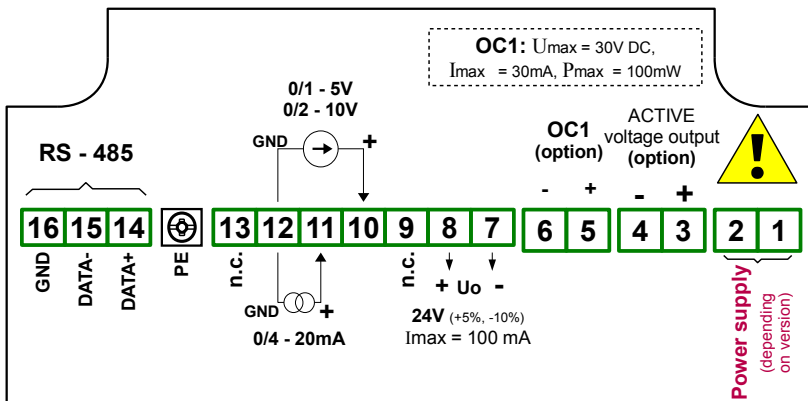 OC1: Umax = 30V DC,
Imax = 30mA, Pmax = 100mW
0/1 - 5V
0/2 - 10V
GND
+
RS - 485
OC1
(option)
- +
ACTIVE
voltage output
(option)
- +
16 15 14 13 12 11 10 9 8 7 6 5 4 3 2 1
GND
DATA-
DATA+
PE
n.c.
GND +
0/4 - 20mA
n.c.
+ Uo -
24V (+5%, -10%)
Imax = 100 mA
Power supply
(depending
on version)